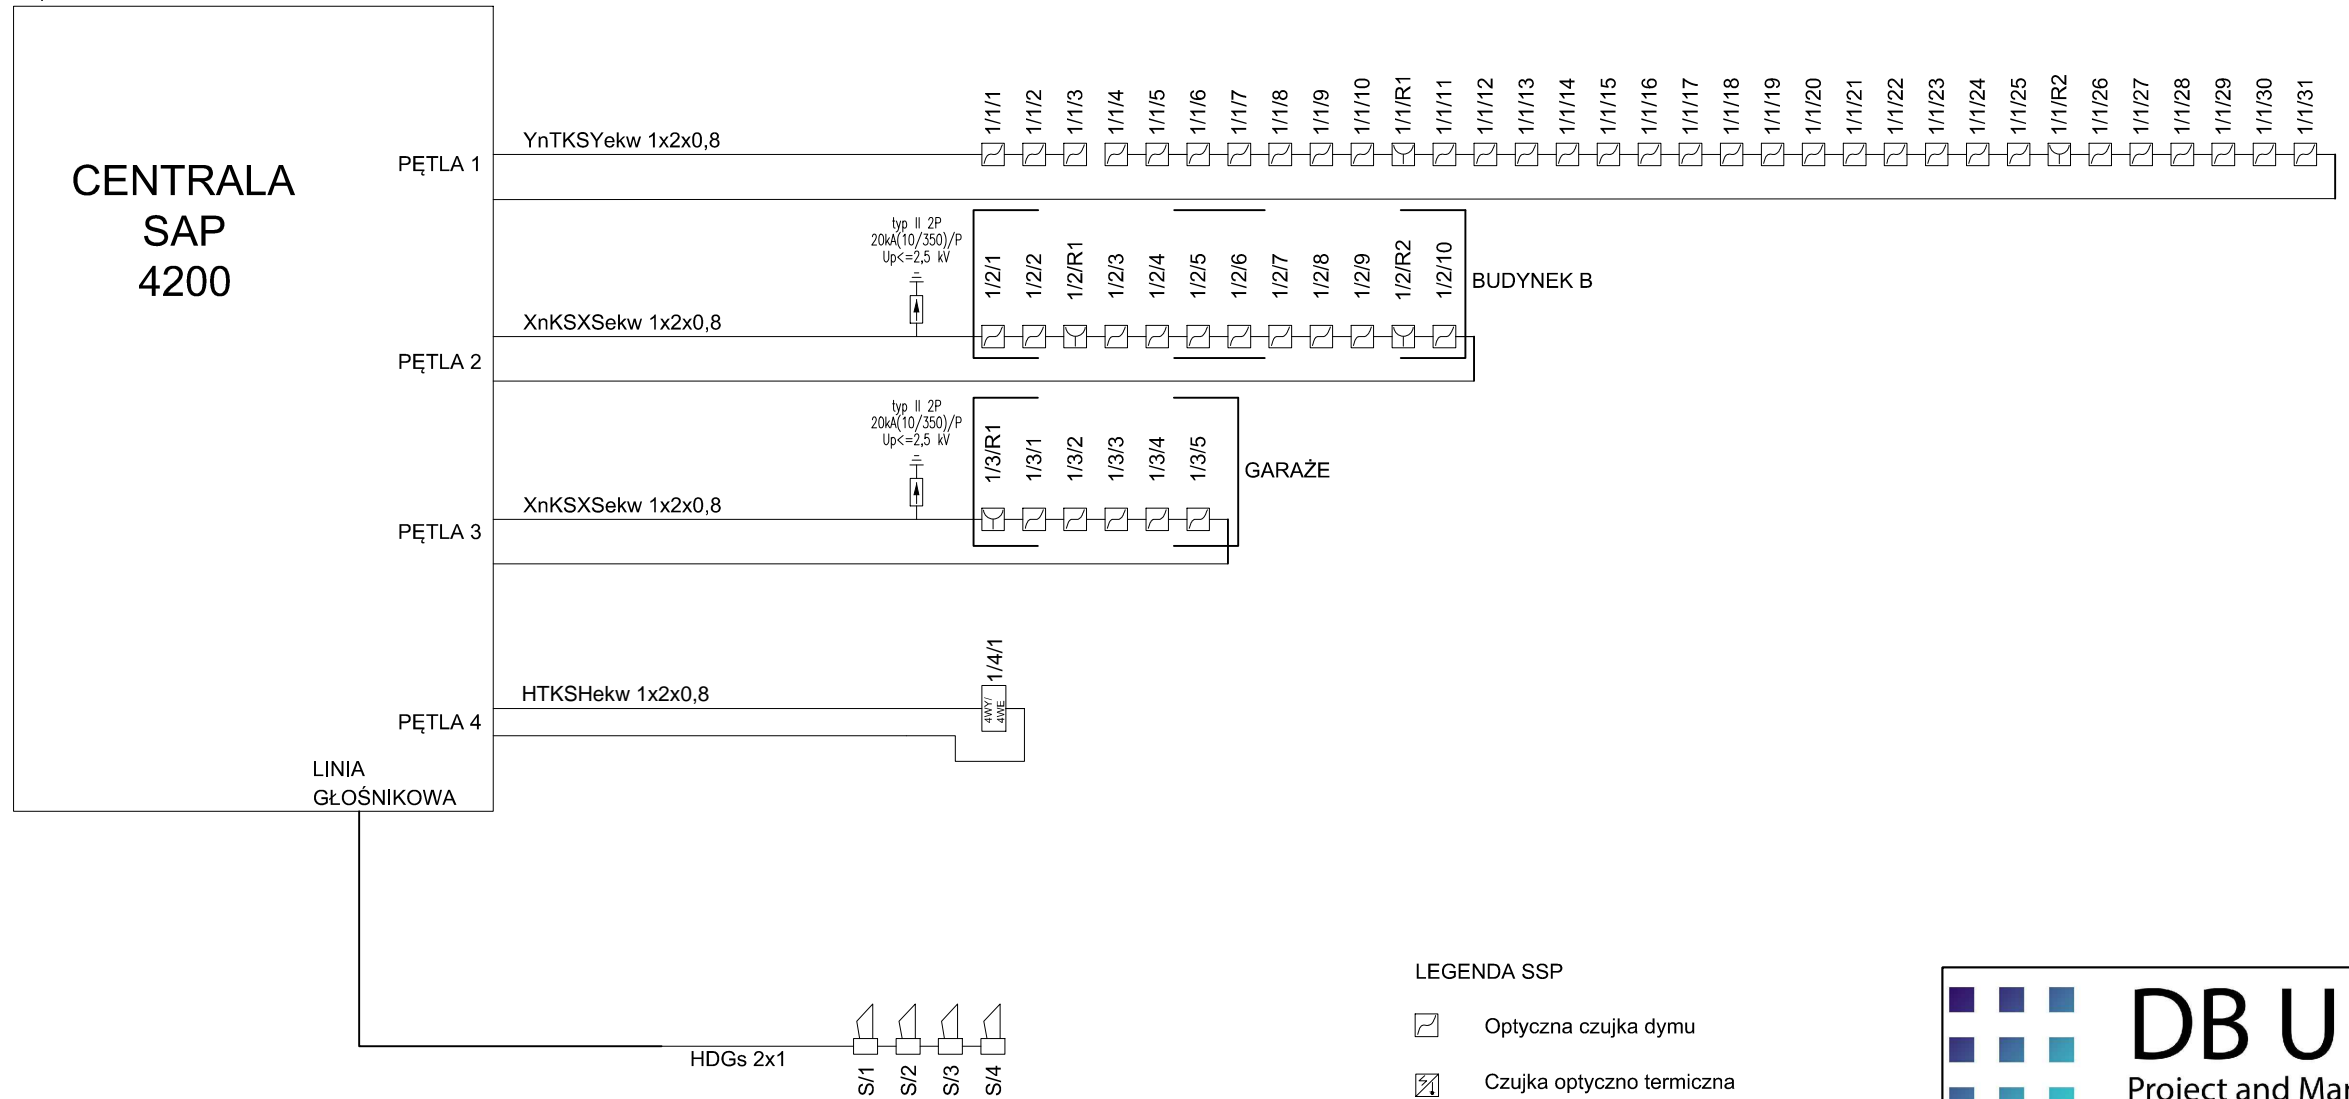 CENTRALA
SAP
4200
PĘTLA 1
YnTKSYekw 1x2x0,8
1/1/1
1/1/2
1/1/3
1/1/4
1/1/5
1/1/6
1/1/7
1/1/8
1/1/9
1/1/10
1/1/R1
1/1/11
1/1/12
1/1/13
1/1/14
1/1/15
1/1/16
1/1/17
1/1/18
1/1/19
1/1/20
1/1/21
1/1/22
1/1/23
1/1/24
1/1/25
1/1/R2
1/1/26
1/1/27
1/1/28
1/1/29
1/1/30
1/1/31
PĘTLA 2
XnKSXSekw 1x2x0,8
typ II 2P
20kA(10/350)/P
Up<=2,5 kV
1/2/1
1/2/2
1/2/R1
1/2/3
1/2/4
1/2/5
1/2/6
1/2/7
1/2/8
1/2/9
1/2/R2
1/2/10
BUDYNEK B
PĘTLA 3
XnKSXSekw 1x2x0,8
typ II 2P
20kA(10/350)/P
Up<=2,5 kV
1/3/R1
1/3/1
1/3/2
1/3/3
1/3/4
1/3/5
GARAŻE
PĘTLA 4
HTKSHekw 1x2x0,8
1/4/1
4WY/
4WE
LINIA
GŁOŚNIKOWA
HDGs 2x1
S/1
S/2
S/3
S/4
LEGENDA SSP
Optyczna czujka dymu
Czujka optyczno termiczna
DB U
Project and Mar